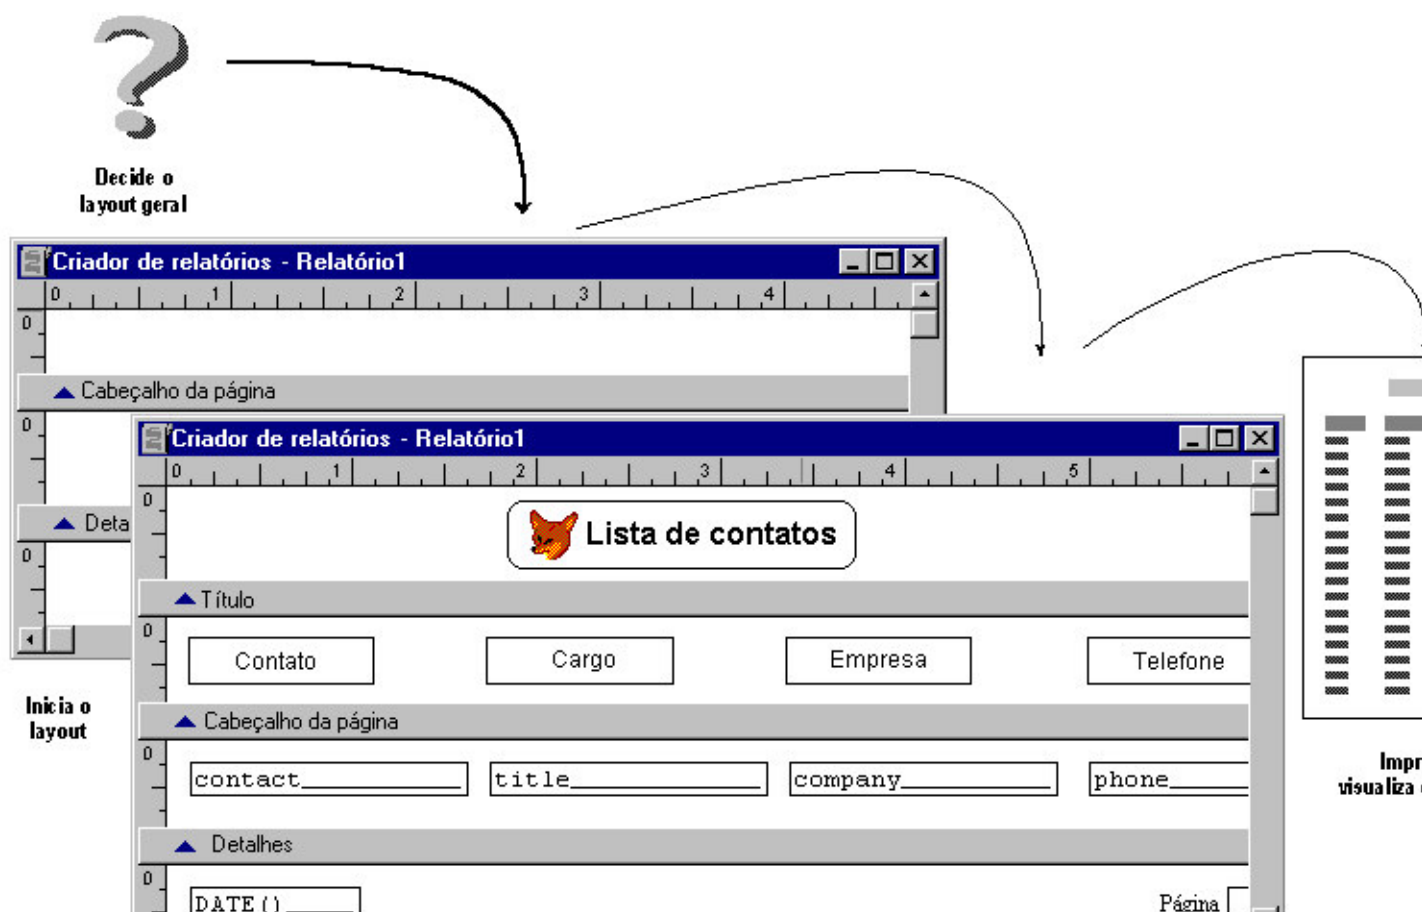 Decide o
layout geral
Criador de relatórios - Relatório1
0 1 2 3 4
0
Cabeçalho da página
0
Deta
0
Inicia o
layout
Criador de relatórios - Relatório1
0 1 2 3 4 5
0
Lista de contatos
Título
0
Contato Cargo Empresa Telefone
Cabeçalho da página
0
contact title company phone
Detalhes
0
DATE() Página
Impr
visualiza